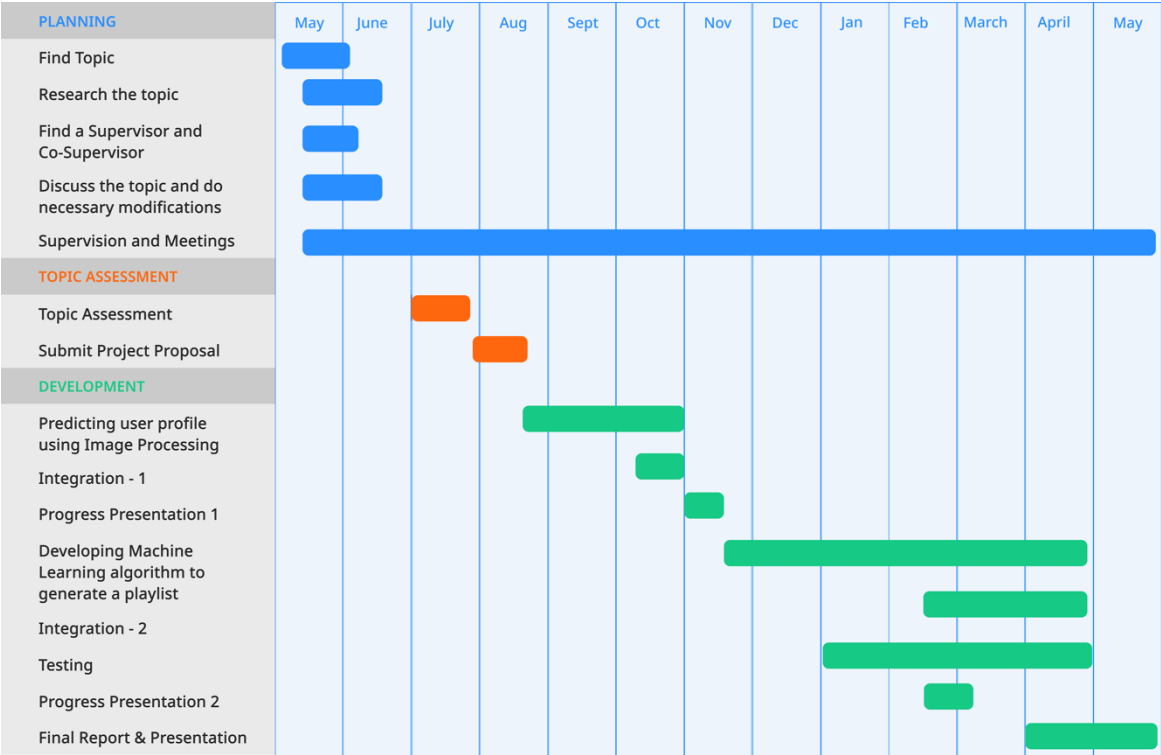 PLANNING May June July Aug Sept Oct Nov Dec Jan Feb March April May
Find Topic
Research the topic
Find a Supervisor and
Co-Supervisor
Discuss the topic and do
necessary modifications
Supervision and Meetings
TOPIC ASSESSMENT
Topic Assessment
Submit Project Proposal
DEVELOPMENT
Predicting user profile
using Image Processing
Integration - 1
Progress Presentation 1
Developing Machine
Learning algorithm to
generate a playlist
Integration - 2
Testing
Progress Presentation 2
Final Report & Presentation